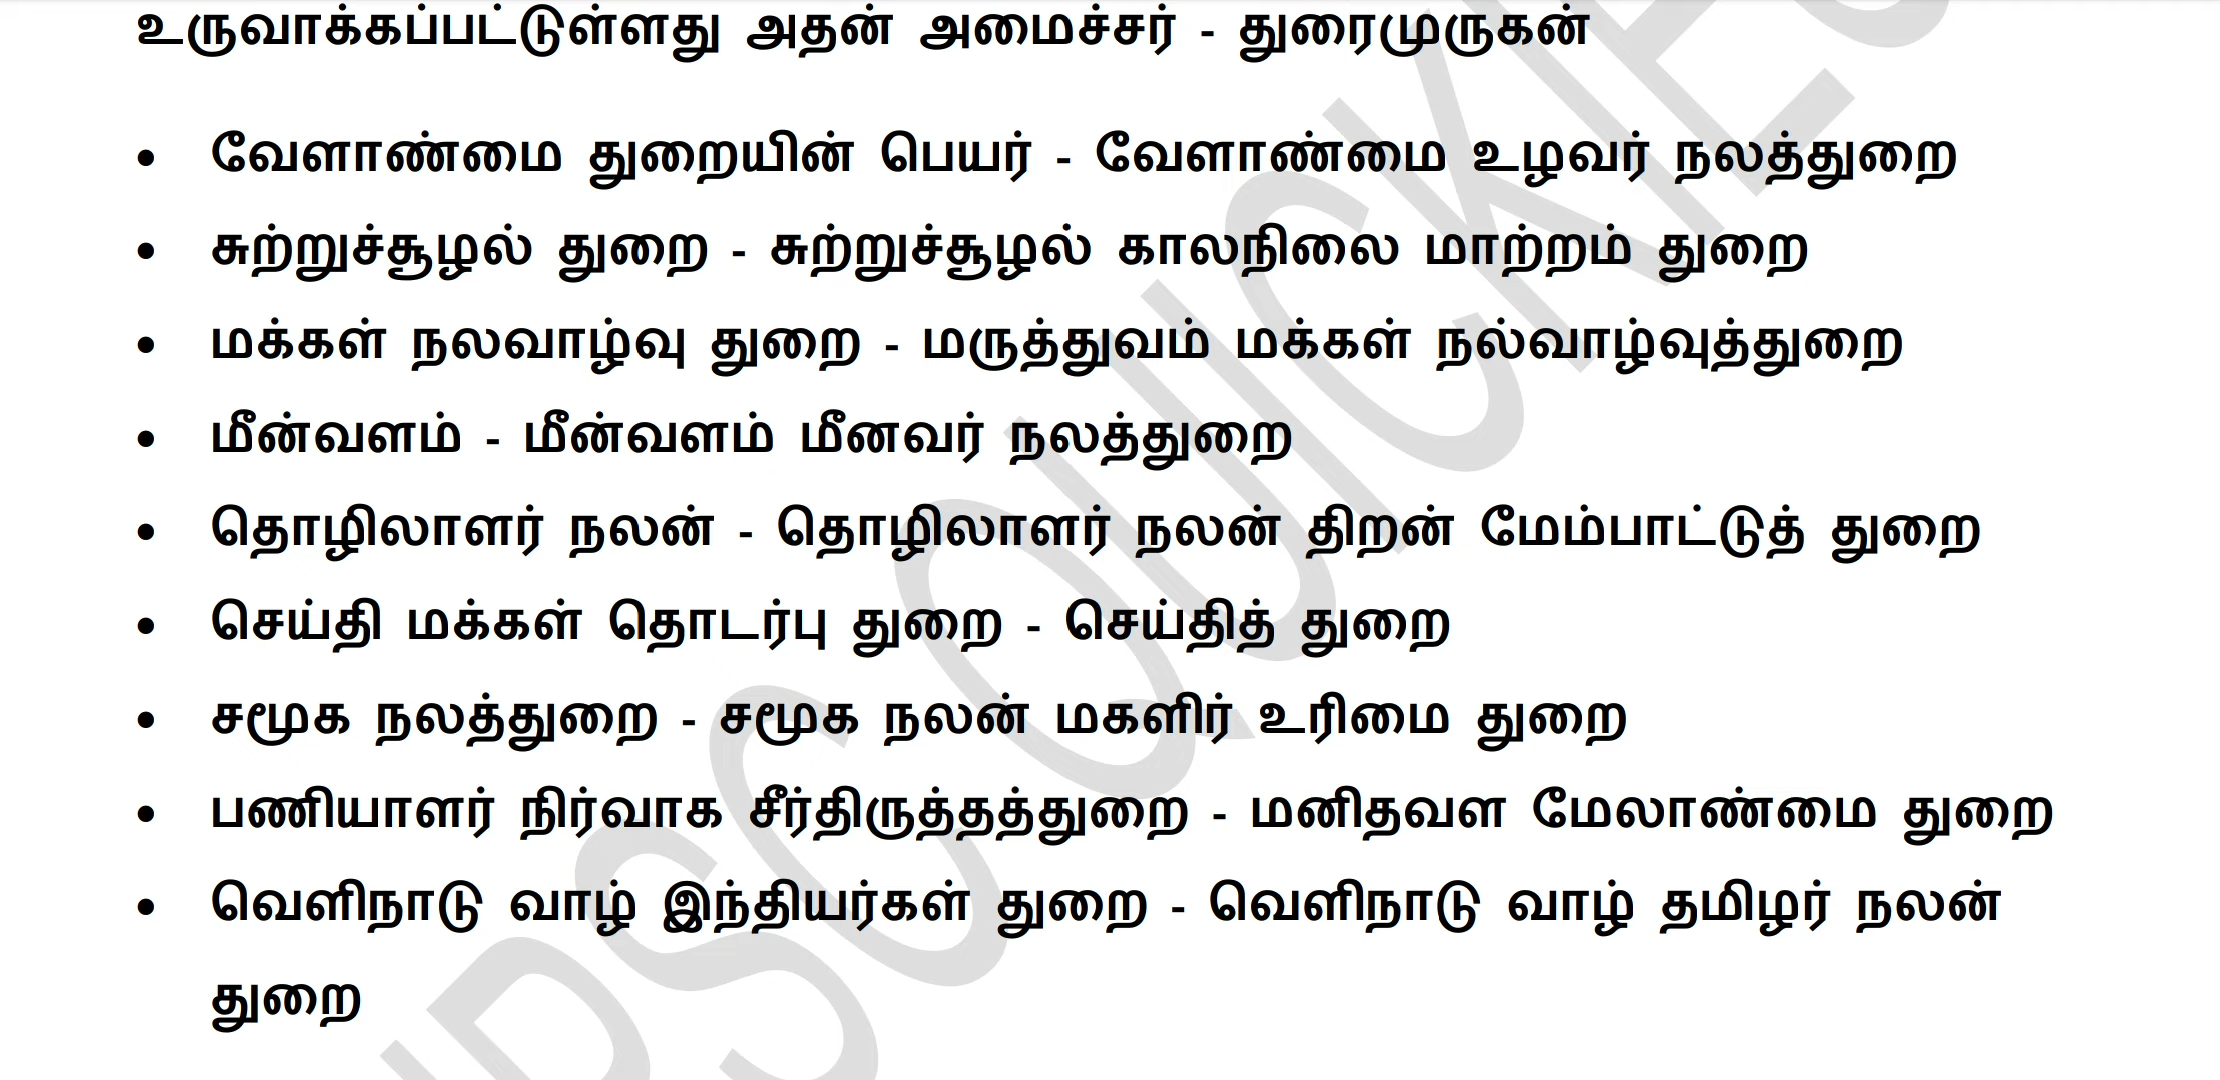 உருவாக்கப்பட்டுள்ளது அதன் அமைச்சர் - துரைமுருகன்
• வேளாண்மை துறையின் பெயர் - வேளாண்மை உழவர் நலத்துறை
• சுற்றுச்சூழல் துறை - சுற்றுச்சூழல் காலநிலை மாற்றம் துறை
• மக்கள் நலவாழ்வு துறை - மருத்துவம் மக்கள் நல்வாழ்வுத்துறை
• மீன்வளம் - மீன்வளம் மீனவர் நலத்துறை
• தொழிலாளர் நலன் - தொழிலாளர் நலன் திறன் மேம்பாட்டுத் துறை
• செய்தி மக்கள் தொடர்பு துறை - செய்தித் துறை
• சமூக நலத்துறை - சமூக நலன் மகளிர் உரிமை துறை
• பணியாளர் நிர்வாக சீர்திருத்தத்துறை - மனிதவள மேலாண்மை துறை
• வெளிநாடு வாழ் இந்தியர்கள் துறை - வெளிநாடு வாழ் தமிழர் நலன்
துறை